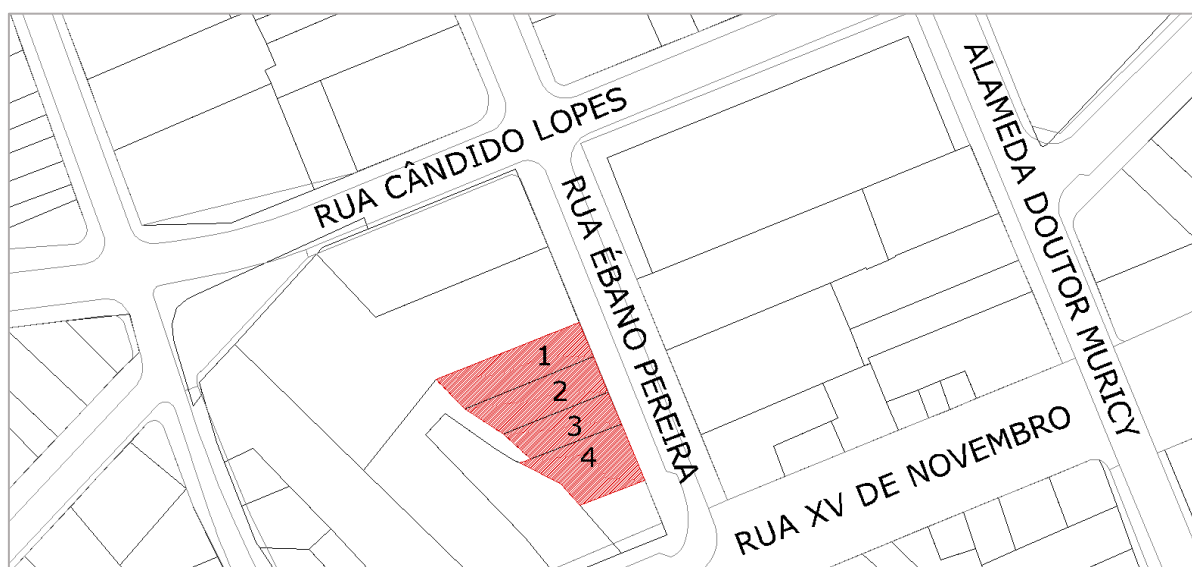 RUA CÂNDIDO LOPES
ALAMEDA DOUTOR MURICY
RUA ÉBANO PEREIRA
1
2
3
4
RUA XV DE NOVEMBRO